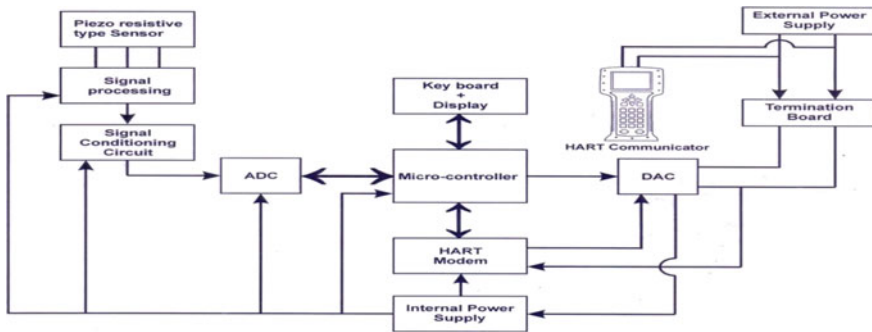 Piezo resistive
type Sensor
External Power
Supply
Signal
processing
Key board
+
Display
Termination
Board
Signal
Conditioning
Circuit
HART Communicator
ADC
Micro-controller
DAC
HART
Modem
Internal Power
Supply